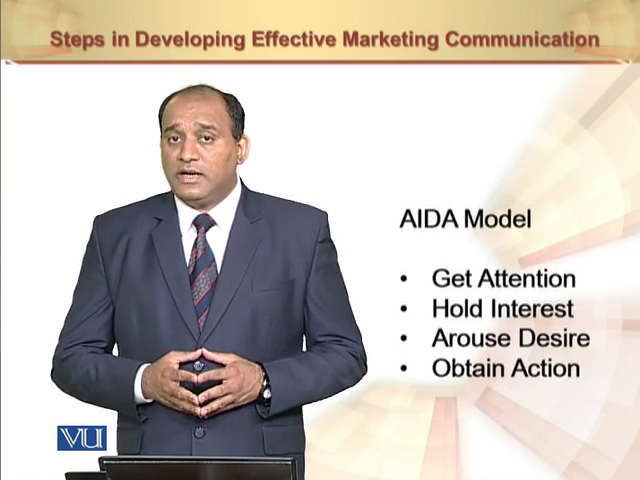 Steps in Developing Effective Marketing Communication
AIDA Model
• Get Attention
• Hold Interest
• Arouse Desire
• Obtain Action
VU